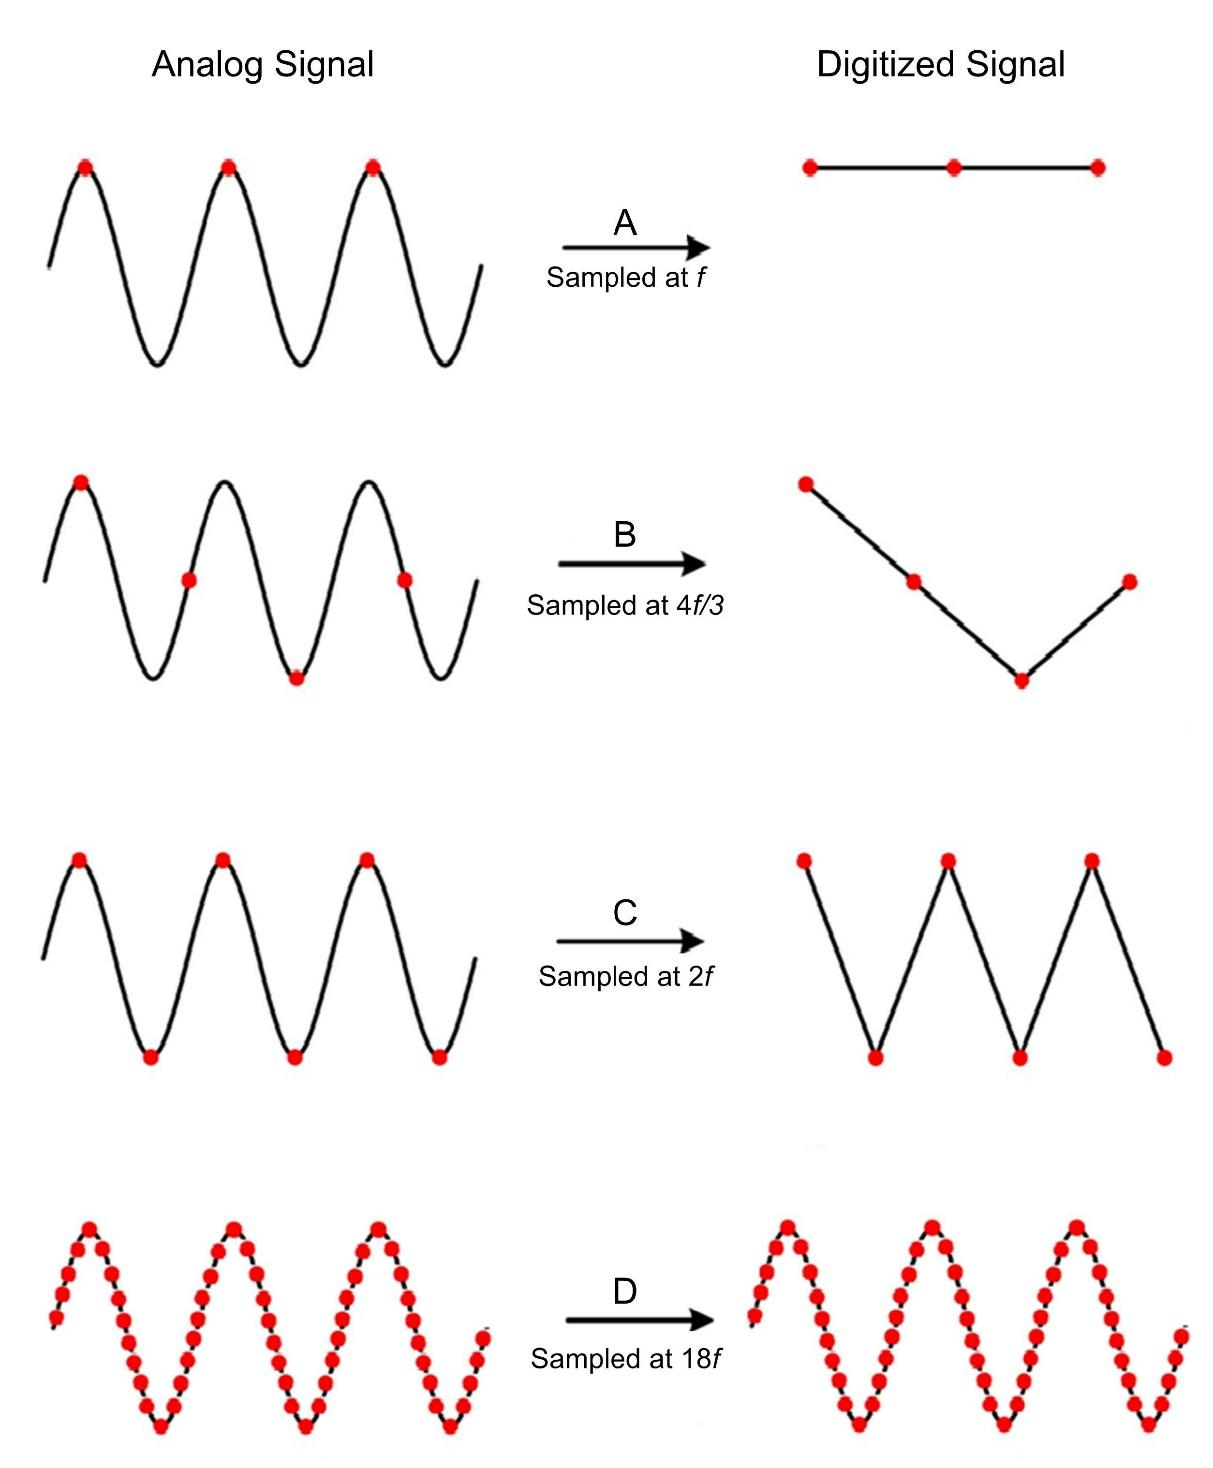 Analog Signal
Digitized Signal
A
Sampled at f
B
Sampled at 4f/3
C
Sampled at 2f
D
Sampled at 18f